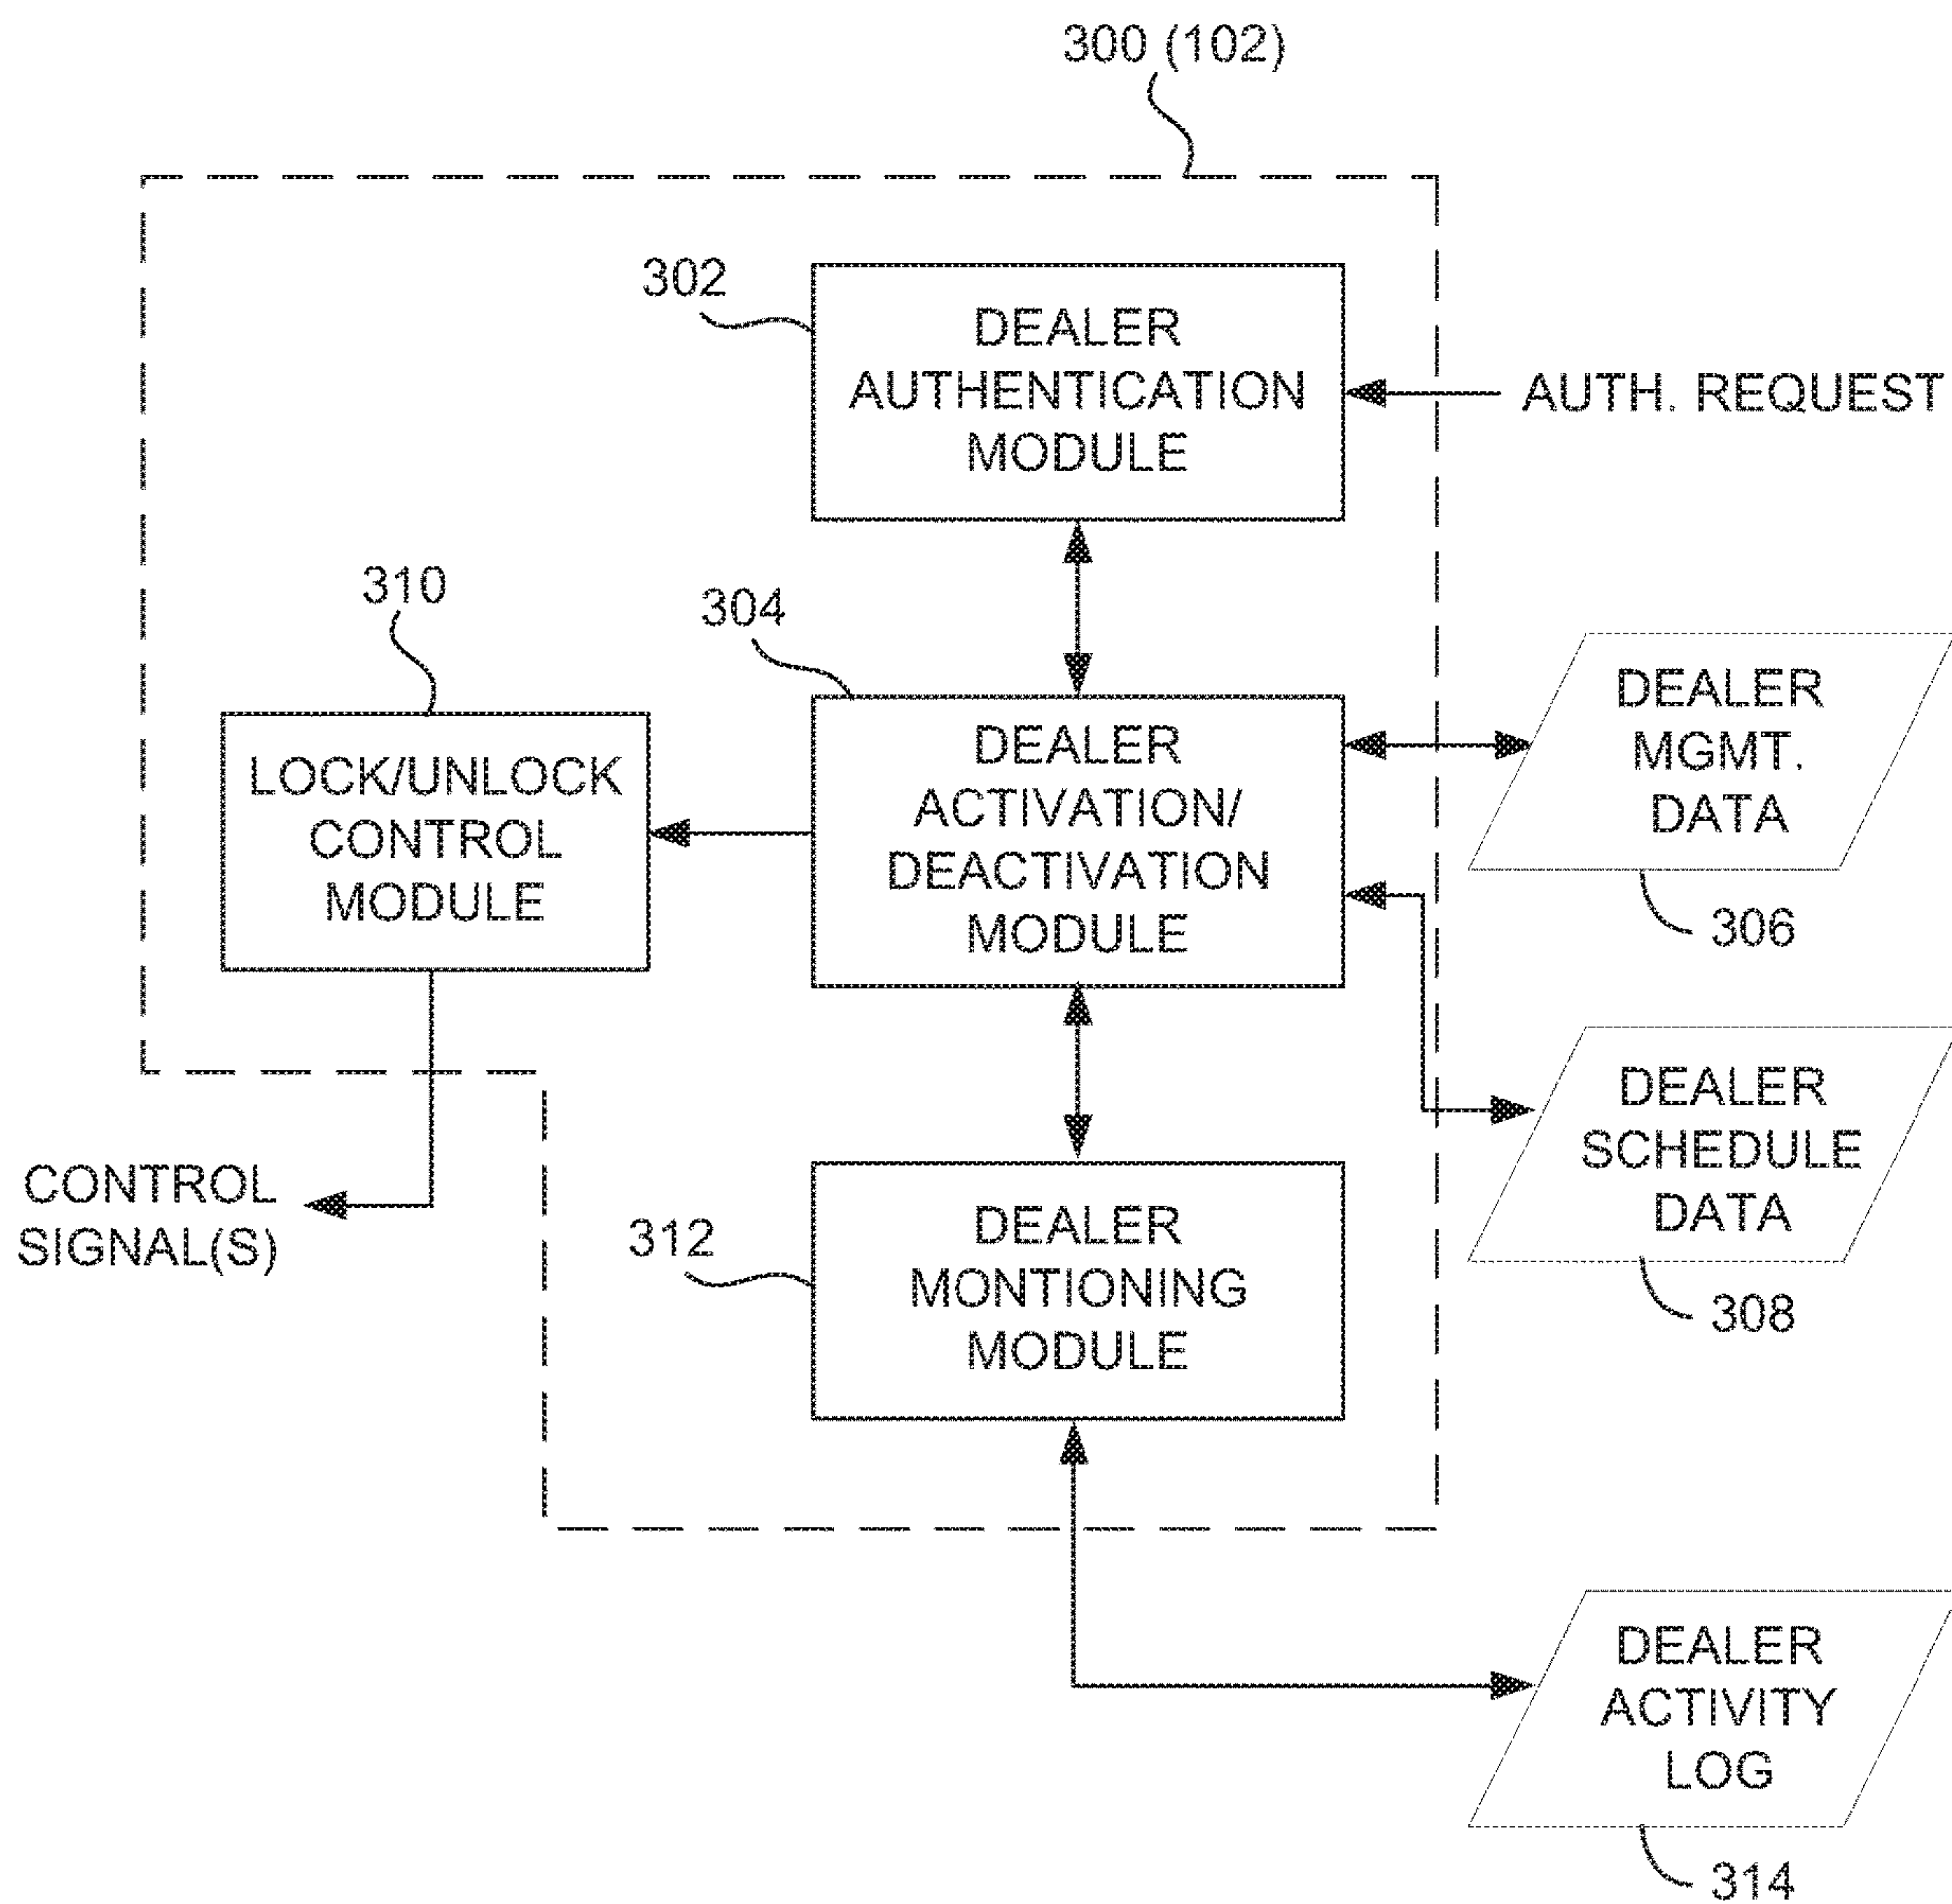 300 (102)
302
DEALER
AUTHENTICATION
MODULE
AUTH. REQUEST
310
304
LOCK/UNLOCK
CONTROL
MODULE
DEALER
ACTIVATION/
DEACTIVATION
MODULE
DEALER
MGMT.
DATA
306
DEALER
SCHEDULE
DATA
308
CONTROL
SIGNAL(S)
312
DEALER
MONTIONING
MODULE
DEALER
ACTIVITY
LOG
314